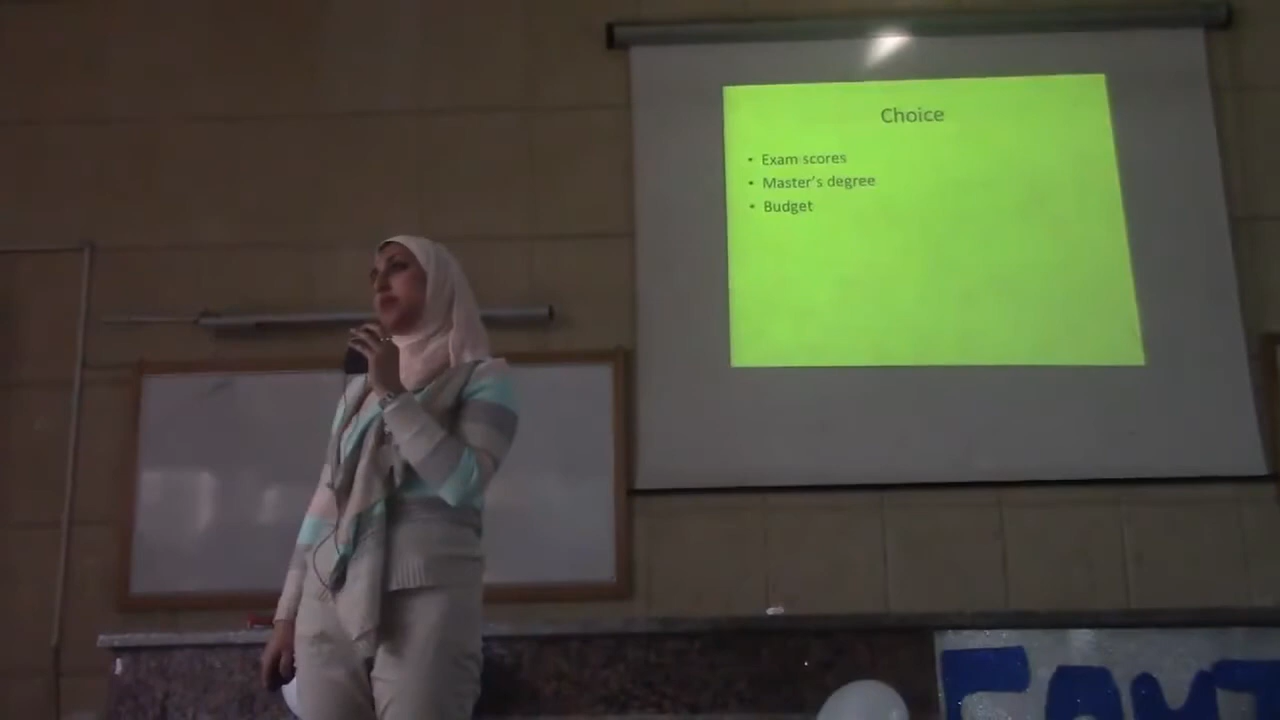 Choice
• Exam scores
• Master's degree
• Budget